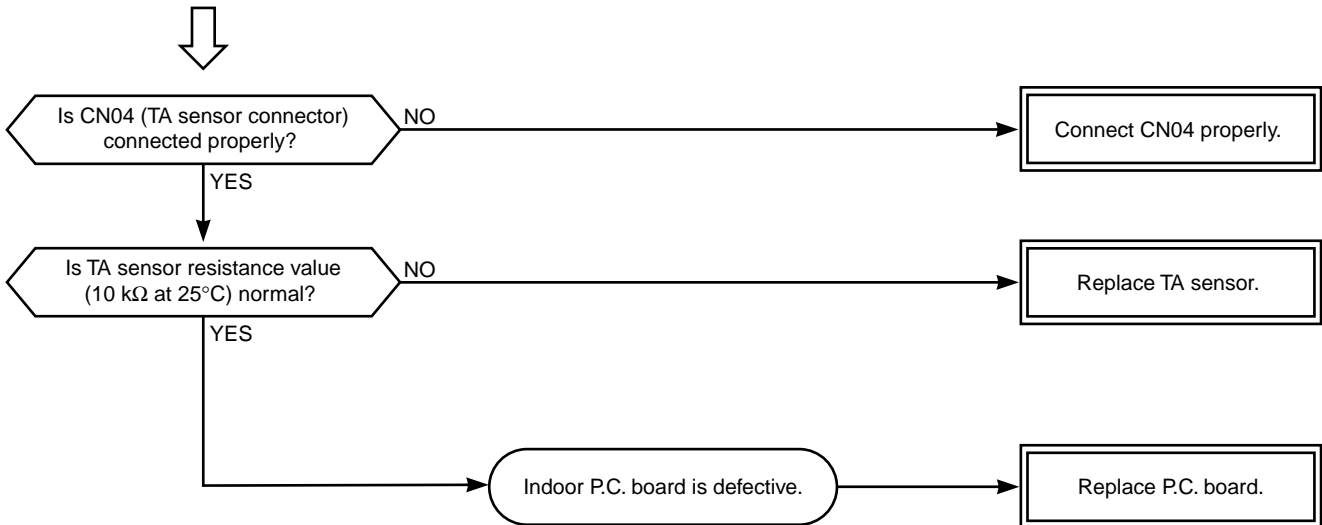 Is CN04 (TA sensor connector)
connected properly?
NO
Connect CN04 properly.
YES
Is TA sensor resistance value
(10 kΩ at 25°C) normal?
NO
Replace TA sensor.
YES
Indoor P.C. board is defective.
Replace P.C. board.